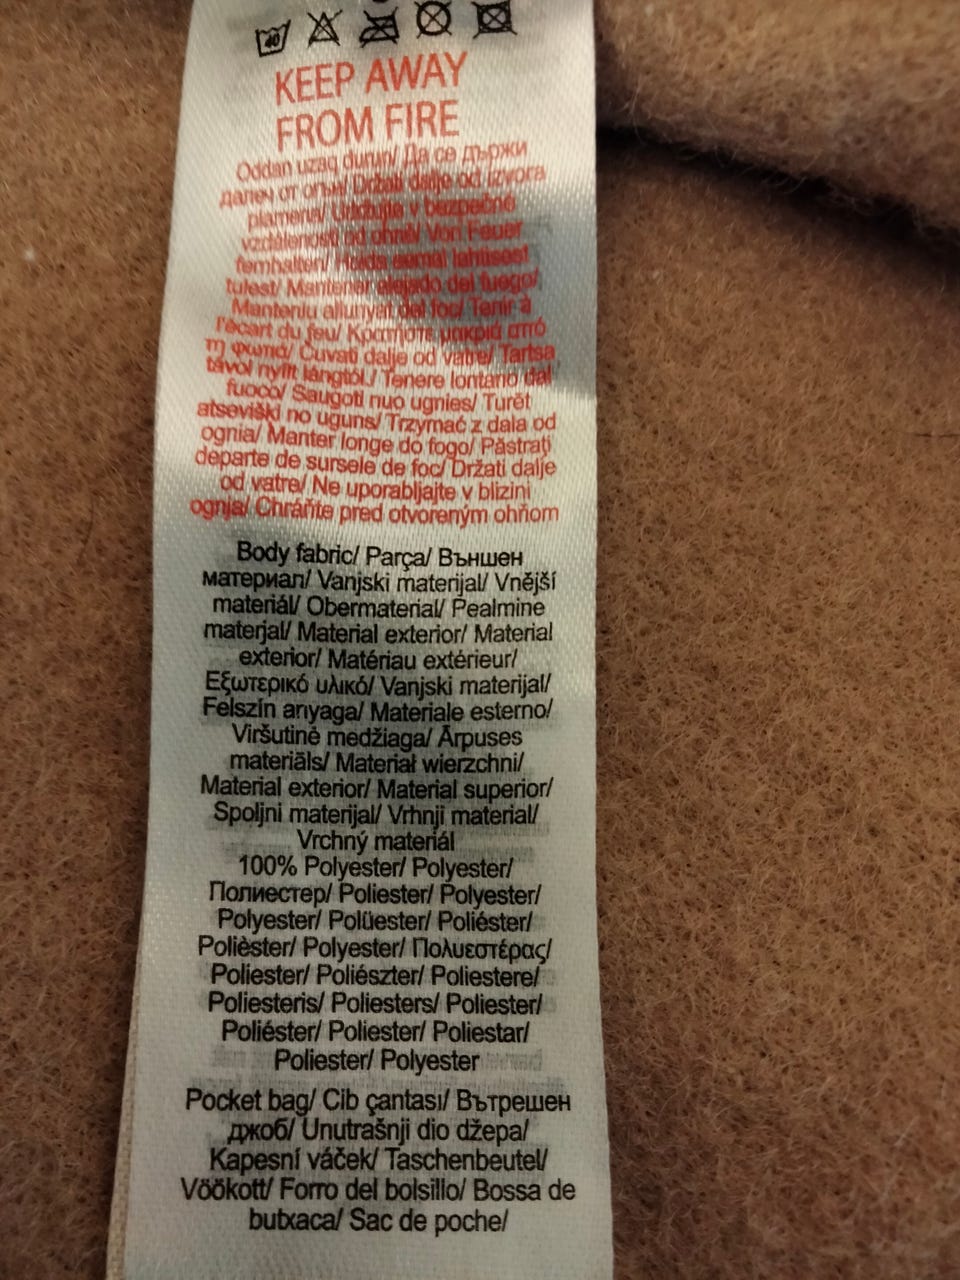 40
KEEP AWAY
FROM FIRE
Oddan uzaq durun/ Да се държи
далеч от огъня/ Držati dalje od izvora
plamena/ Udržujte v bezpečné
vzdálenosti od ohně/ Von Feuer
fernhalten/ Hoida eemal lahtisest
tulest/ Mantener alejado del fuego/
Manteniu allunyat del foc/ Tenir à
l'écart du feu/ Κρατήστε μακριά από
τη φωτιά/ Čuvati dalje od vatre/ Tartsa
távol nyílt lángtól./ Tenere lontano dal
fuoco/ Saugoti nuo ugnies/ Turēt
atsevišķi no uguns/ Trzymać z dala od
ognia/ Manter longe do fogo/ Păstraţi
departe de sursele de foc/ Držati dalje
od vatre/ Ne uporabljajte v blizini
ognja/ Chráňte pred otvoreným ohňom
Body fabric/ Parça/ Външен
материал/ Vanjski materijal/ Vnější
materiál/ Obermaterial/ Pealmine
materjal/ Material exterior/ Material
exterior/ Matériau extérieur/
Εξωτερικό υλικό/ Vanjski materijal/
Felszín anyaga/ Materiale esterno/
Viršutinė medžiaga/ Ārpuses
materiāls/ Materiał wierzchni/
Material exterior/ Material superior/
Spoljni materijal/ Vrhnji material/
Vrchný materiál
100% Polyester/ Polyester/
Полиестер/ Poliester/ Polyester/
Polyester/ Polüester/ Poliéster/
Polièster/ Polyester/ Πολυεστέρας/
Poliester/ Poliészter/ Poliestere/
Poliesteris/ Poliesters/ Poliester/
Poliéster/ Poliester/ Poliestar/
Poliester/ Polyester
Pocket bag/ Cib çantası/ Вътрешен
джоб/ Unutrašnji dio džepa/
Kapesní váček/ Taschenbeutel/
Vöökott/ Forro del bolsillo/ Bossa de
butxaca/ Sac de poche/